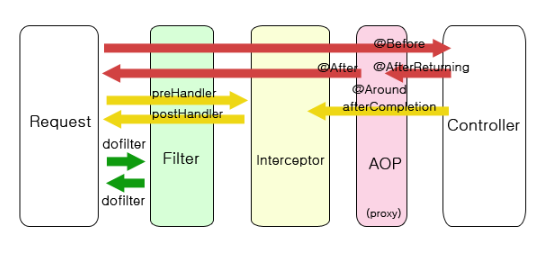 @Before
@After
@AfterReturning
preHandler
@Around
postHandler
afterCompletion
Request
Controller
dofilter
Filter
Interceptor
AOP
dofilter
(proxy)